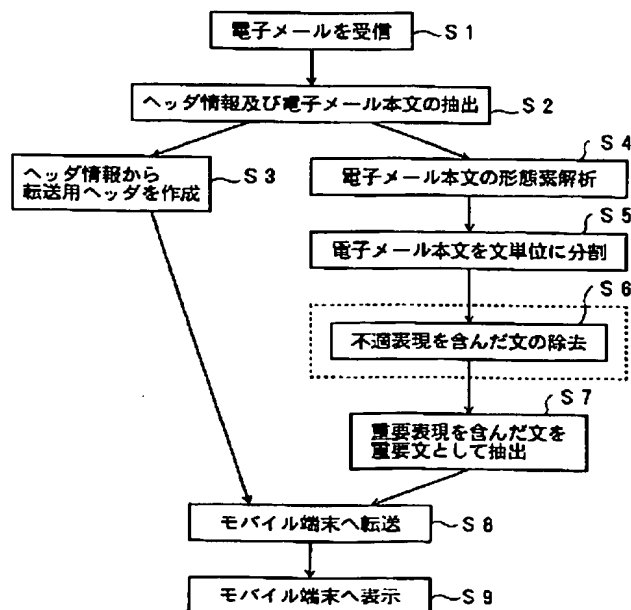 電子メールを受信
S1
ヘッダ情報及び電子メール本文の抽出
S2
ヘッダ情報から
転送用ヘッダを作成
S3
S4
電子メール本文の形態素解析
S5
電子メール本文を文単位に分割
S6
不適表現を含んだ文の除去
S7
重要表現を含んだ文を
重要文として抽出
モバイル端末へ転送
S8
モバイル端末へ表示
S9